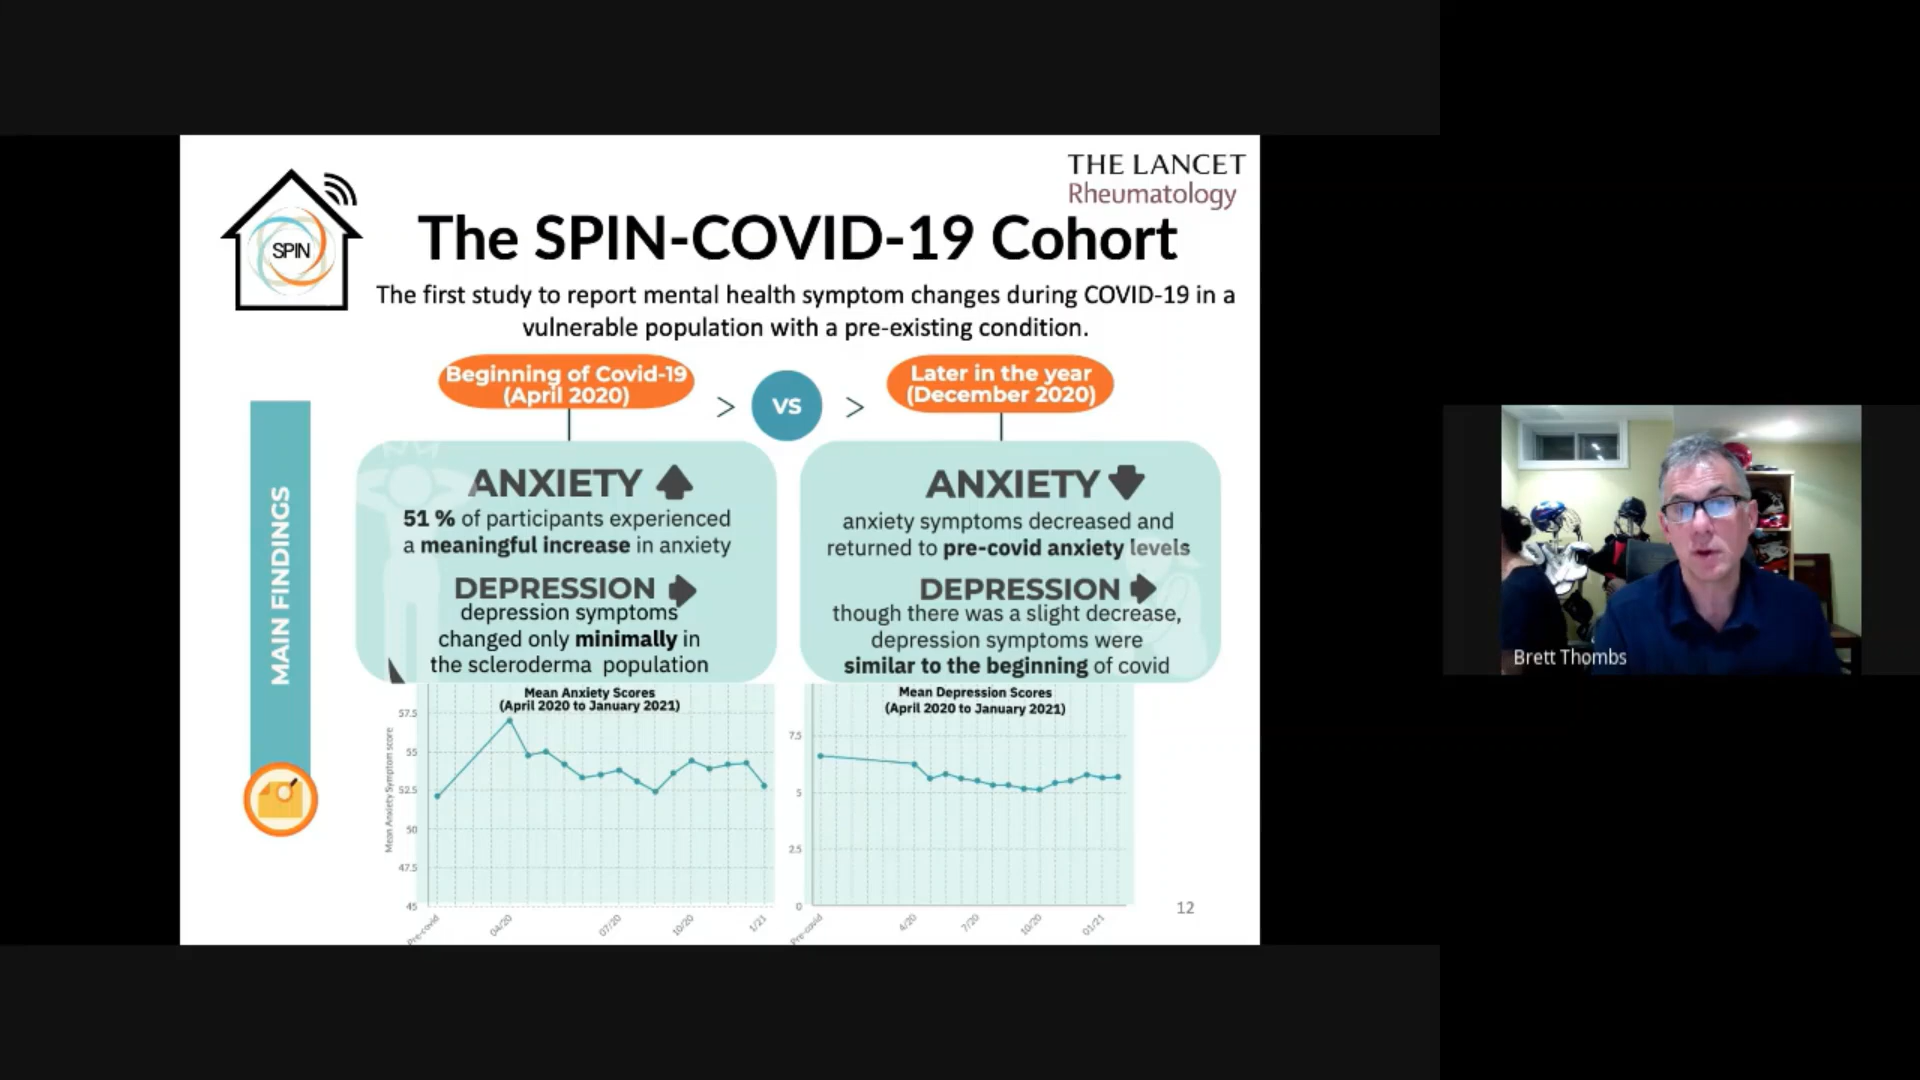 THE LANCET
Rheumatology
SPIN
The SPIN-COVID-19 Cohort
The first study to report mental health symptom changes during COVID-19 in a
vulnerable population with a pre-existing condition.
Beginning of Covid-19
(April 2020)
>
VS
>
Later in the year
(December 2020)
MAIN FINDINGS
ANXIETY
51 % of participants experienced
a meaningful increase in anxiety
DEPRESSION
depression symptoms
changed only minimally in
the scleroderma population
ANXIETY
anxiety symptoms decreased and
returned to pre-covid anxiety levels
DEPRESSION
though there was a slight decrease,
depression symptoms were
similar to the beginning of covid
Mean Anxiety Scores
(April 2020 to January 2021)
Mean Anxiety Symptom score
57.5
55
52.5
50
47.5
45
Pre-covid
04/20
07/20
10/20
1/21
Mean Depression Scores
(April 2020 to January 2021)
7.5
5
2.5
0
Pre-covid
4/20
7/20
10/20
01/21
12
Brett Thombs